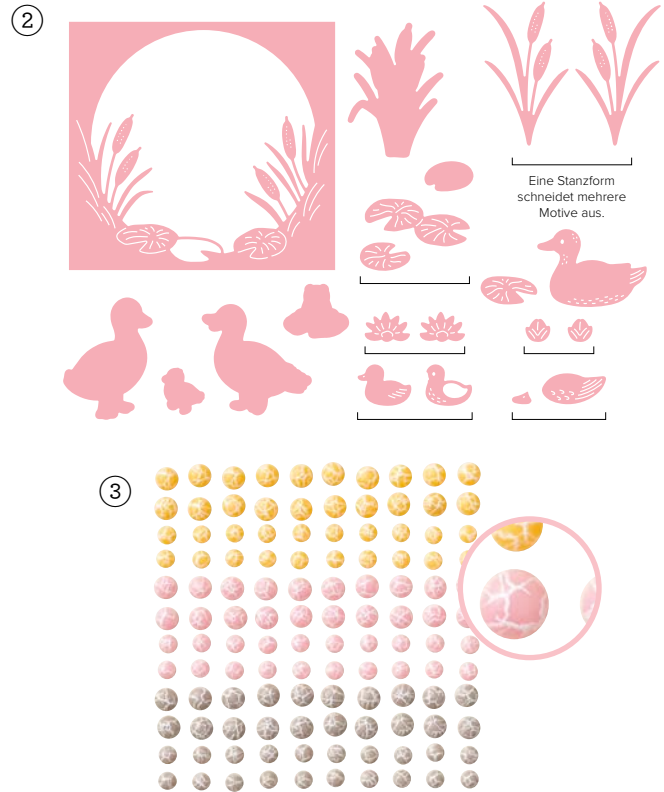 ②
Eine Stanzform
schneidet mehrere
Motive aus.
③